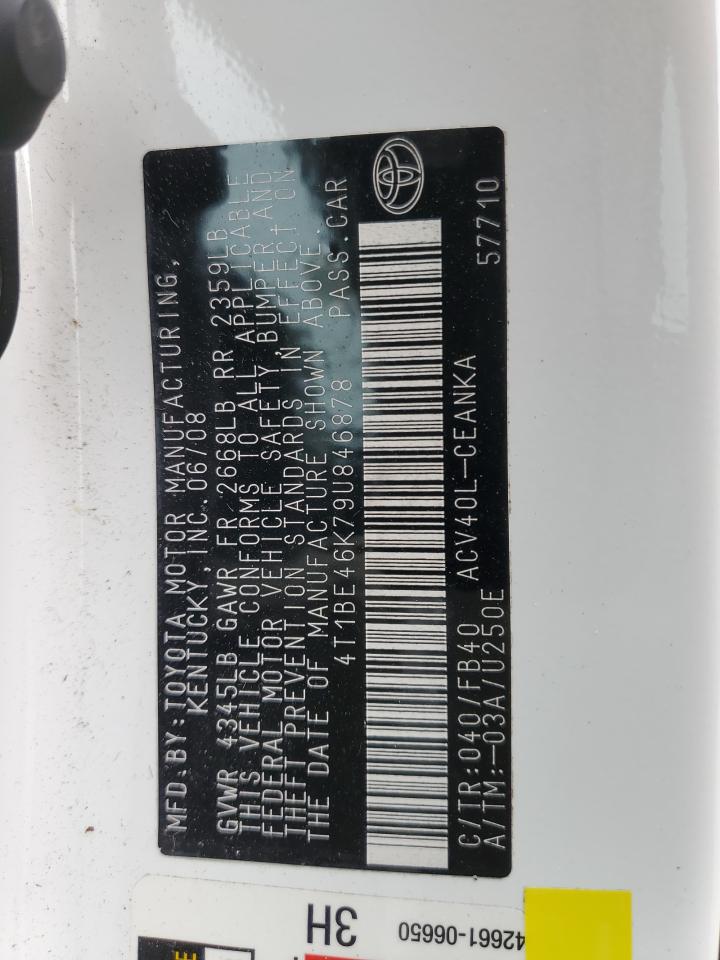 MFD.BY:TOYOTA MOTOR MANUFACTURING,
KENTUCKY, INC. 06/08
GVWR 4345LB GAWR FR 2668LB RR 2359LB
THIS VEHICLE CONFORMS TO ALL APPLICABLE
FEDERAL MOTOR VEHICLE SAFETY, BUMPER AND
THEFT PREVENTION STANDARDS IN EFFECT ON
THE DATE OF MANUFACTURE SHOWN ABOVE.
4T1BE46K79U846878 PASS.CAR
C/TR:040/FB40 ACV40L-CEANKA 57710
A/TM:-03A/U250E
3H
42661-06650